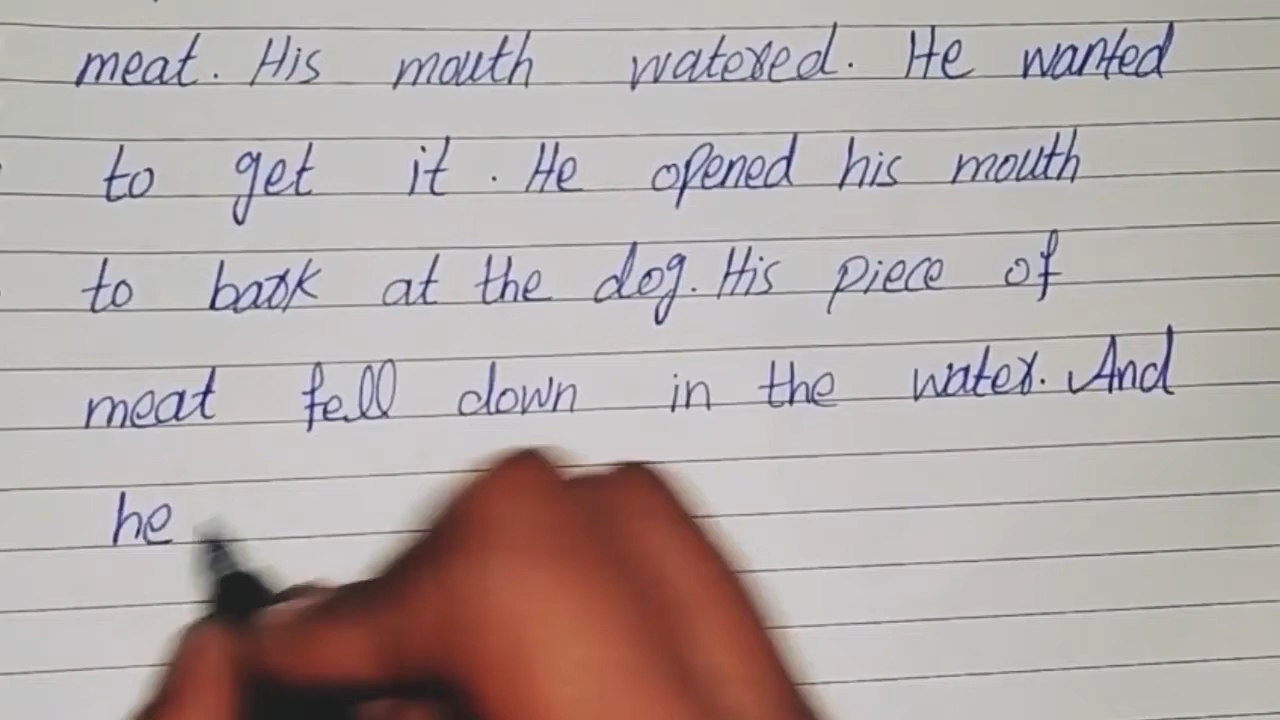 meat. His mouth watered. He wanted
to get it. He opened his mouth
to bark at the dog. His piece of
meat fell down in the water. And
he